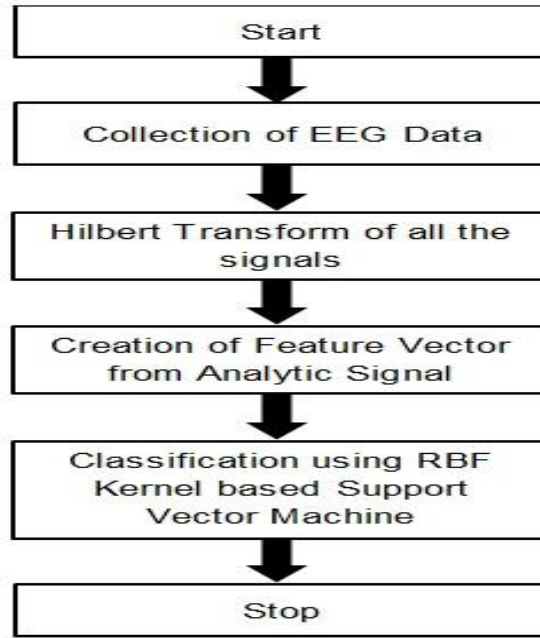 Start
Collection of EEG Data
Hilbert Transform of all the
signals
Creation of Feature Vector
from Analytic Signal
Classification using RBF
Kernel based Support
Vector Machine
Stop